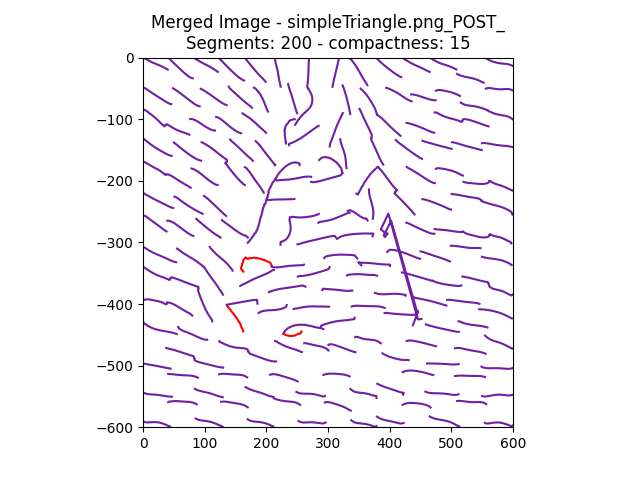 Merged Image - simpleTriangle.png_POST_
Segments: 200 - compactness: 15
0
−100
−200
−300
−400
−500
−600
0 100 200 300 400 500 600